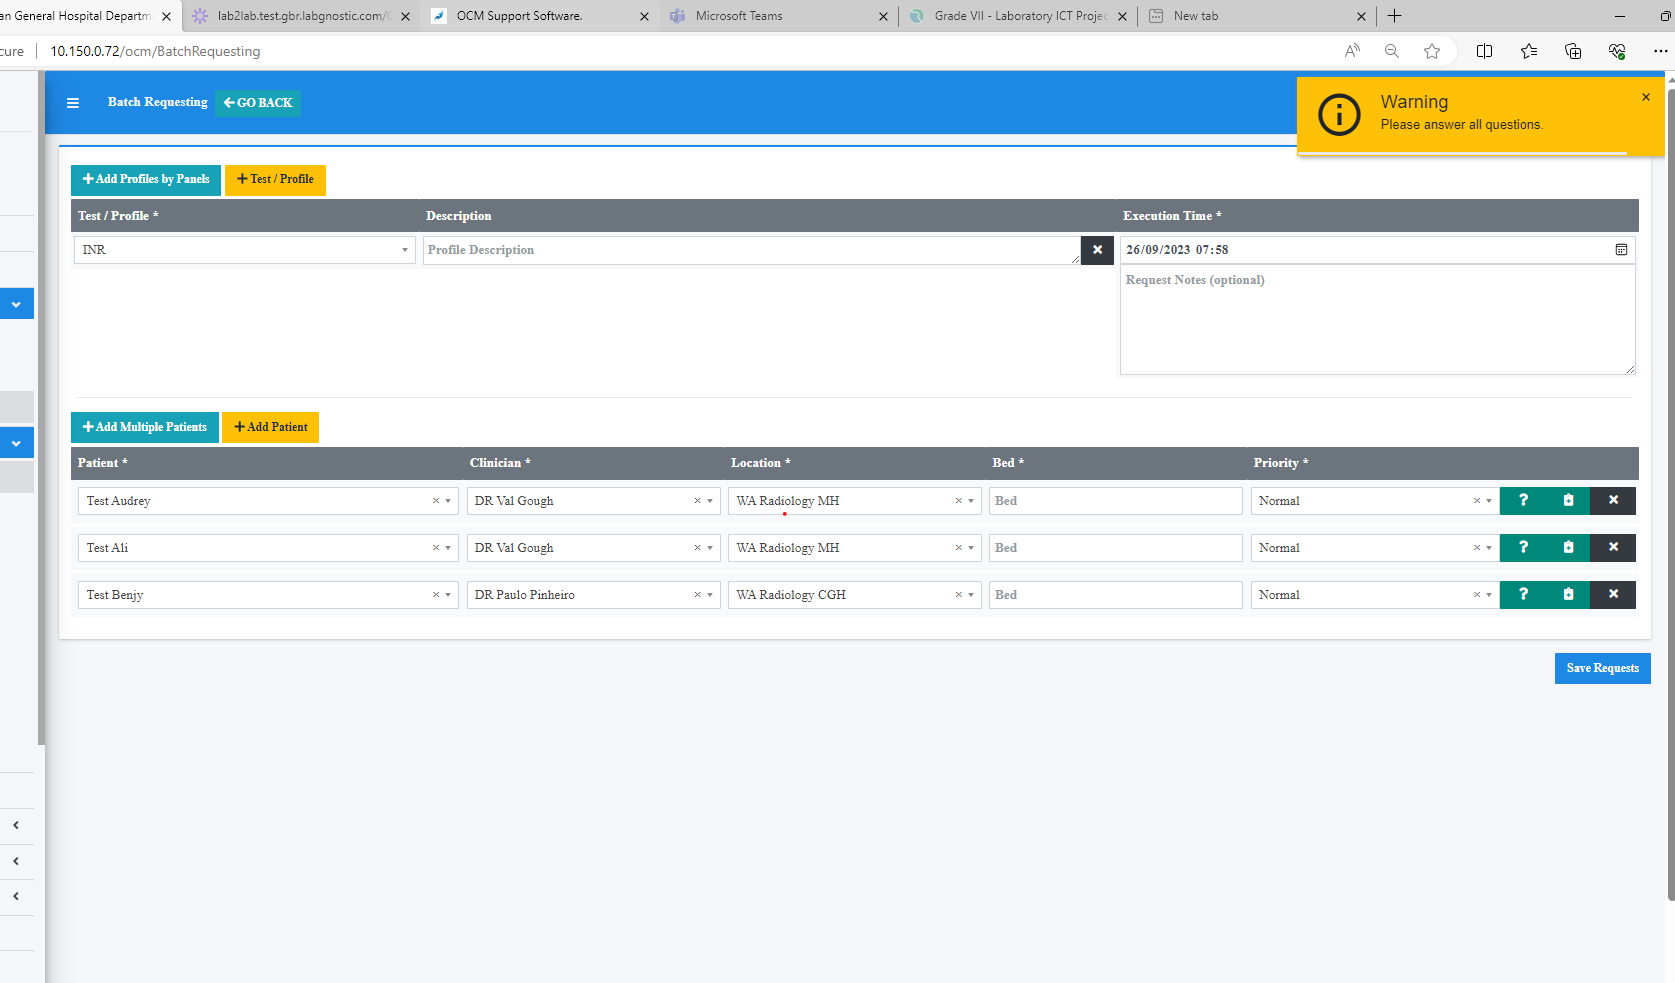 an General Hospital Departm
lab2lab.test.gbr.labgnostic.com/
OCM Support Software.
Microsoft Teams
Grade VII - Laboratory ICT Projec
New tab
cure
10.150.0.72/ocm/BatchRequesting
Batch Requesting
GO BACK
Warning
Please answer all questions.
Add Profiles by Panels
Test / Profile
Test / Profile * Description Execution Time *
INR Profile Description 26/09/2023 07:58
Request Notes (optional)
Add Multiple Patients
Add Patient
Patient * Clinician * Location * Bed * Priority *
Test Audrey DR Val Gough WA Radiology MH Bed Normal
Test Ali DR Val Gough WA Radiology MH Bed Normal
Test Benjy DR Paulo Pinheiro WA Radiology CGH Bed Normal
Save Requests